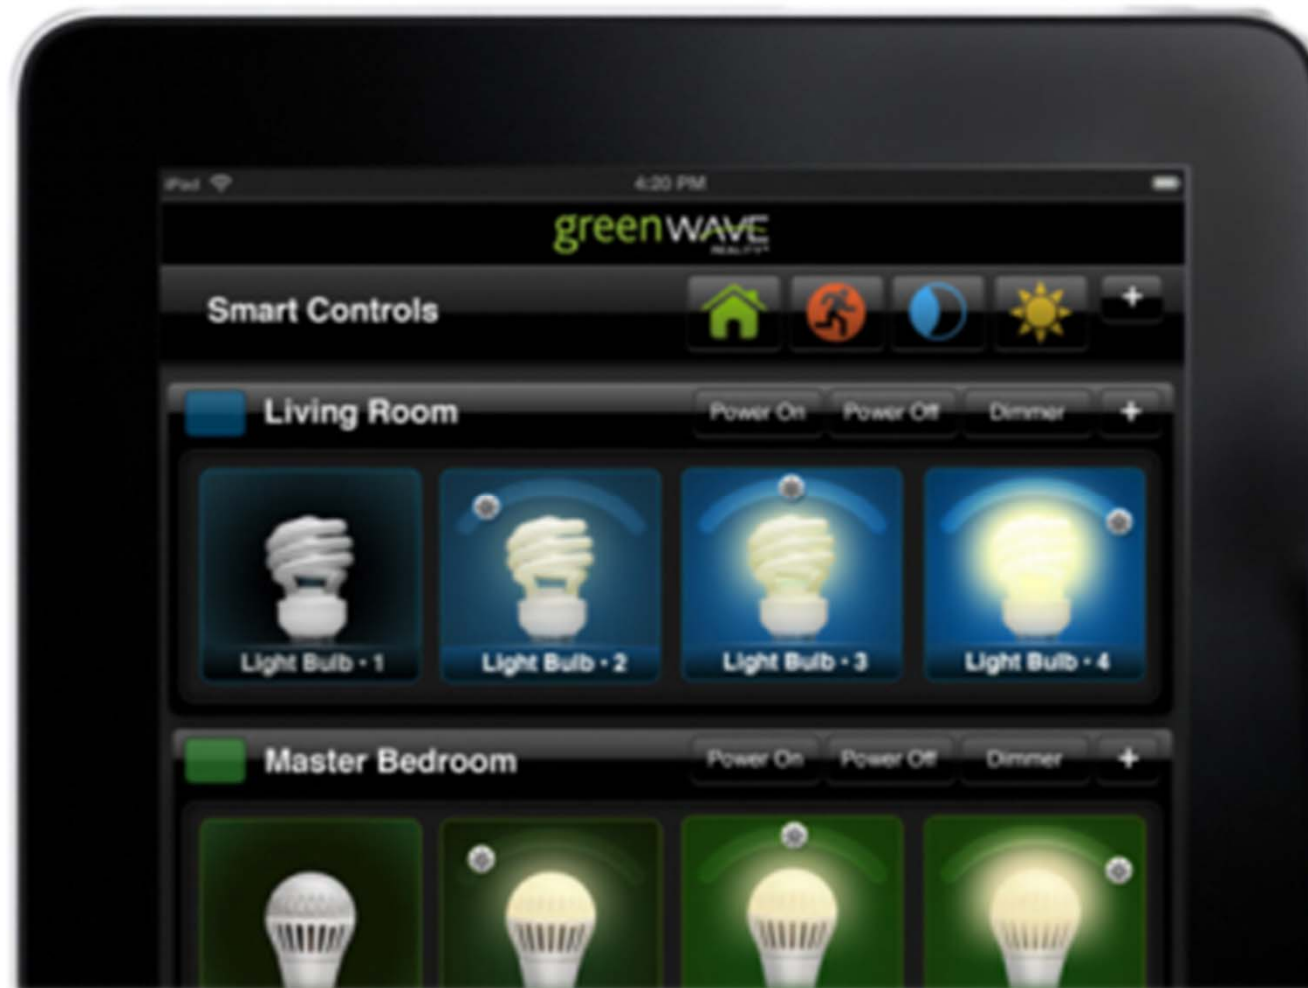 iPad 4:20 PM
greenWAVE
REALITY
Smart Controls +
Living Room Power On Power Off Dimmer +
Light Bulb • 1 Light Bulb • 2 Light Bulb • 3 Light Bulb • 4
Master Bedroom Power On Power Off Dimmer +